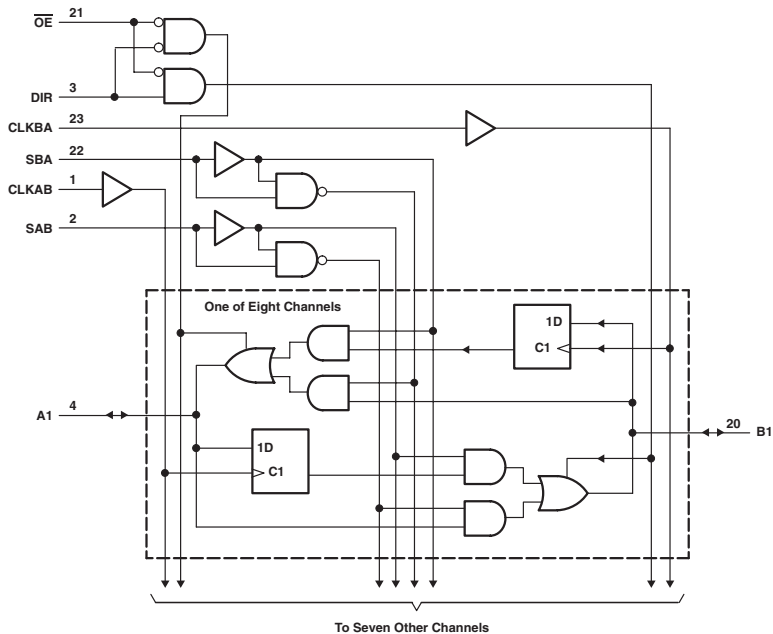 OE 21
DIR 3
CLKBA 23
SBA 22
CLKAB 1
SAB 2
One of Eight Channels
1D
C1
A1 4
20 B1
1D
C1
To Seven Other Channels